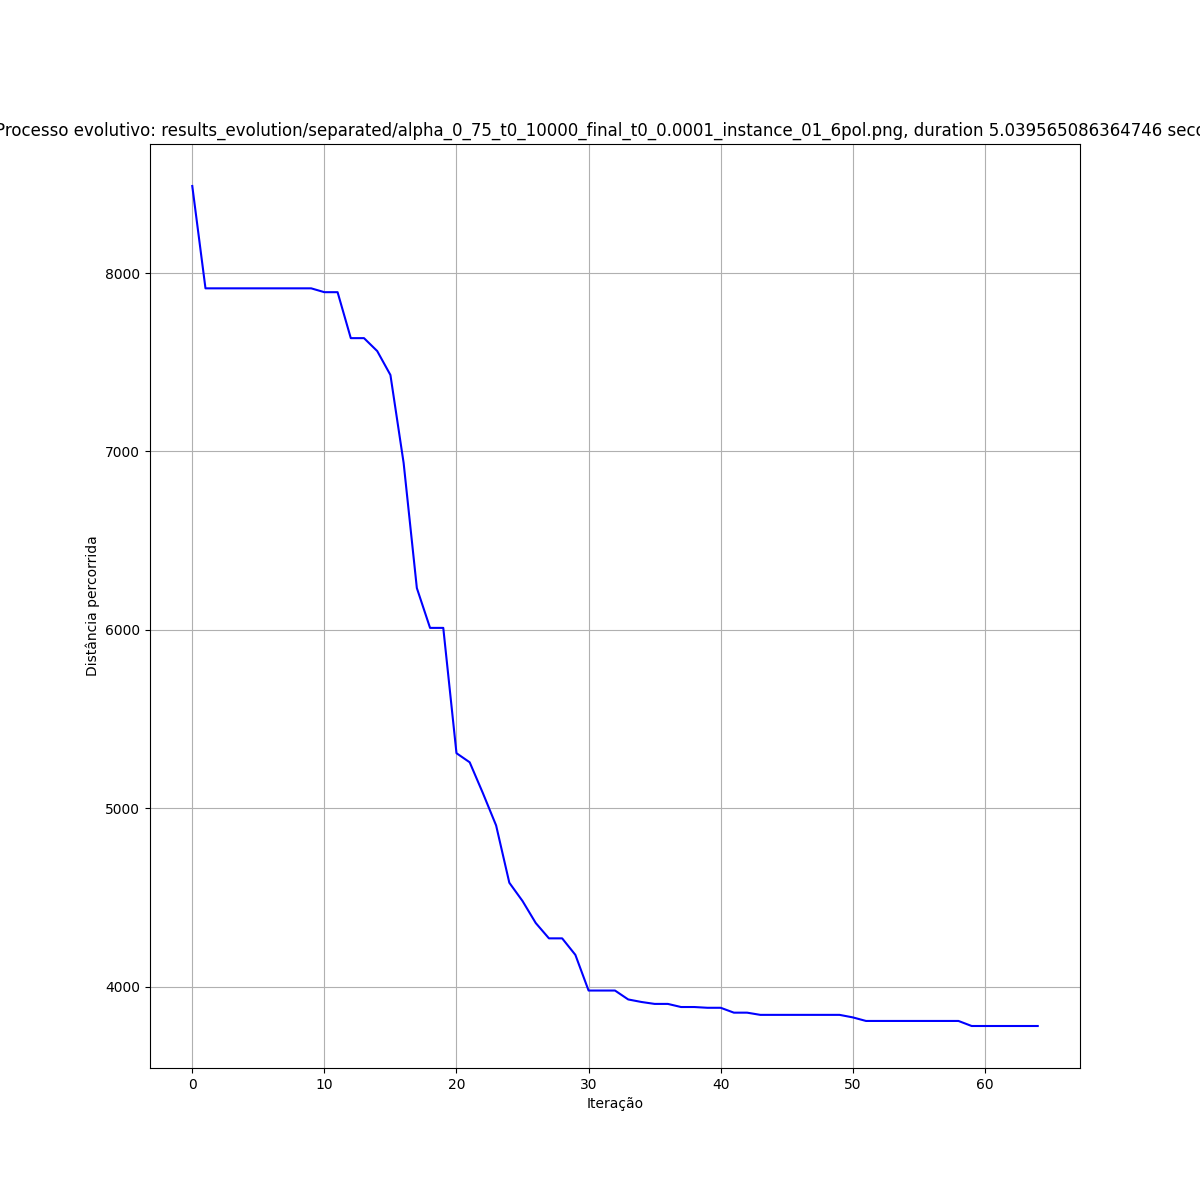 Processo evolutivo: results_evolution/separated/alpha_0_75_t0_10000_final_t0_0.0001_instance_01_6pol.png, duration 5.039565086364746
8000
7000
6000
5000
4000
Distância percorrida
0 10 20 30 40 50 60
Iteração